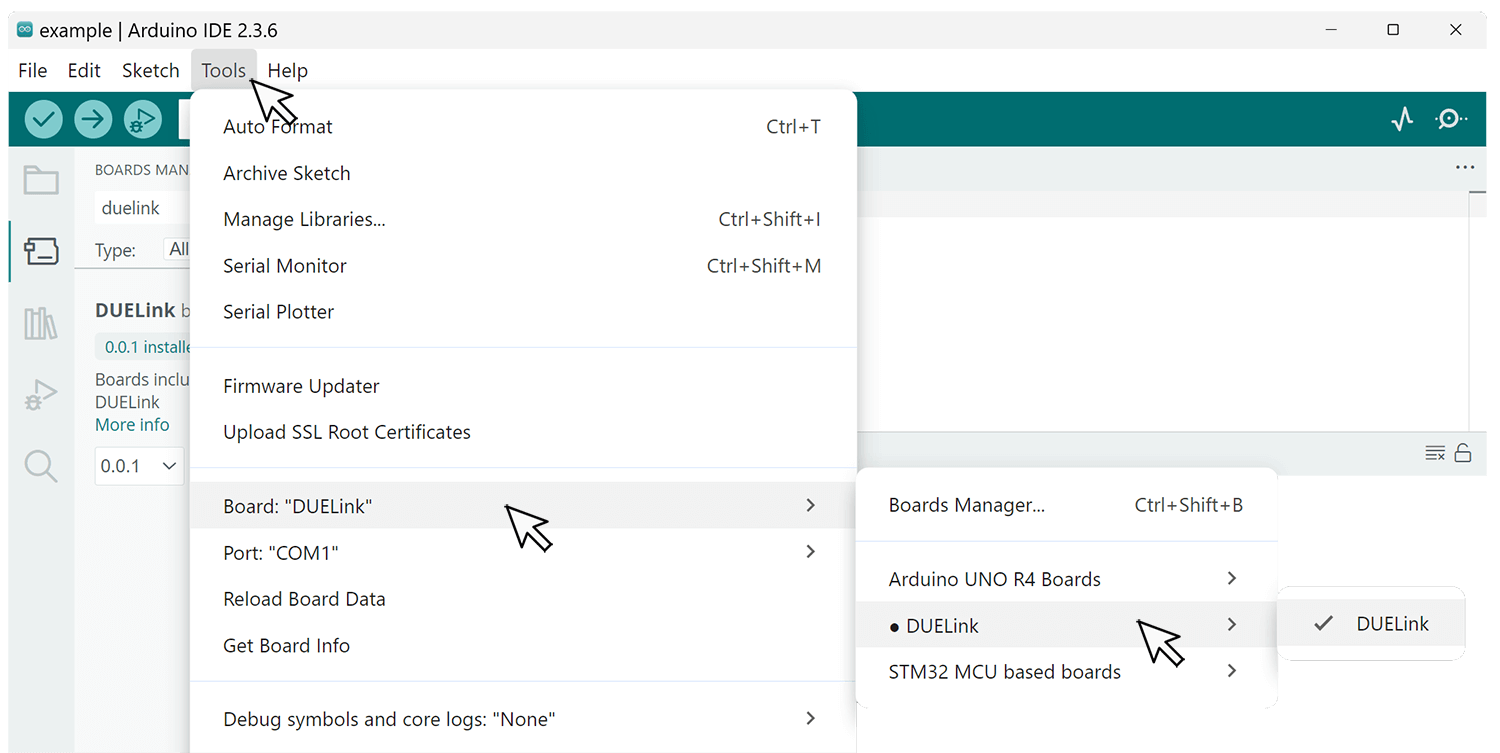 example | Arduino IDE 2.3.6
File Edit Sketch Tools Help
BOARDS MAN
duelink
Type: All
DUELink b
0.0.1 installe
Boards inclu
DUELink
More info
0.0.1
Auto Format Ctrl+T
Archive Sketch
Manage Libraries... Ctrl+Shift+I
Serial Monitor Ctrl+Shift+M
Serial Plotter
Firmware Updater
Upload SSL Root Certificates
Board: "DUELink"
Port: "COM1"
Reload Board Data
Get Board Info
Debug symbols and core logs: "None"
Boards Manager... Ctrl+Shift+B
Arduino UNO R4 Boards
● DUELink
STM32 MCU based boards
✓ DUELink